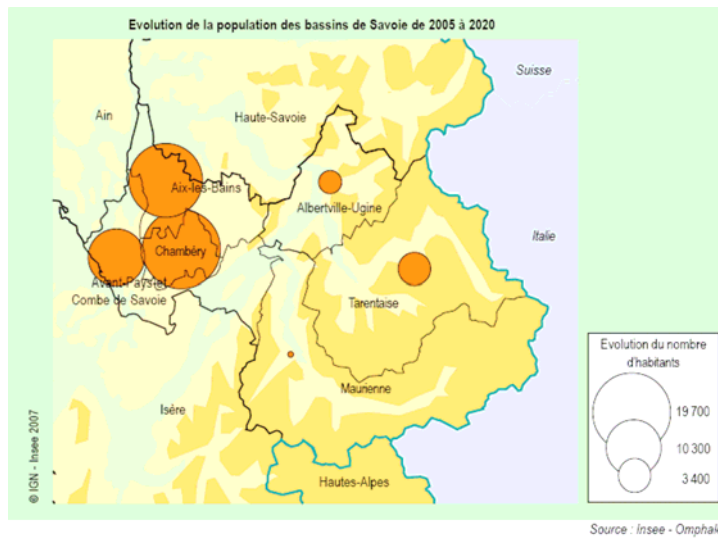 Evolution de la population des bassins de Savoie de 2005 à 2020
Suisse
Ain
Haute-Savoie
Aix-les-Bains
Albertville-Ugine
Italie
Chambéry
Avant-Pays et
Combe de Savoie
Tarentaise
Maurienne
Isère
Hautes-Alpes
Evolution du nombre
d'habitants
19 700
10 300
3 400
© IGN - Insee 2007
Source : Insee - Omphale